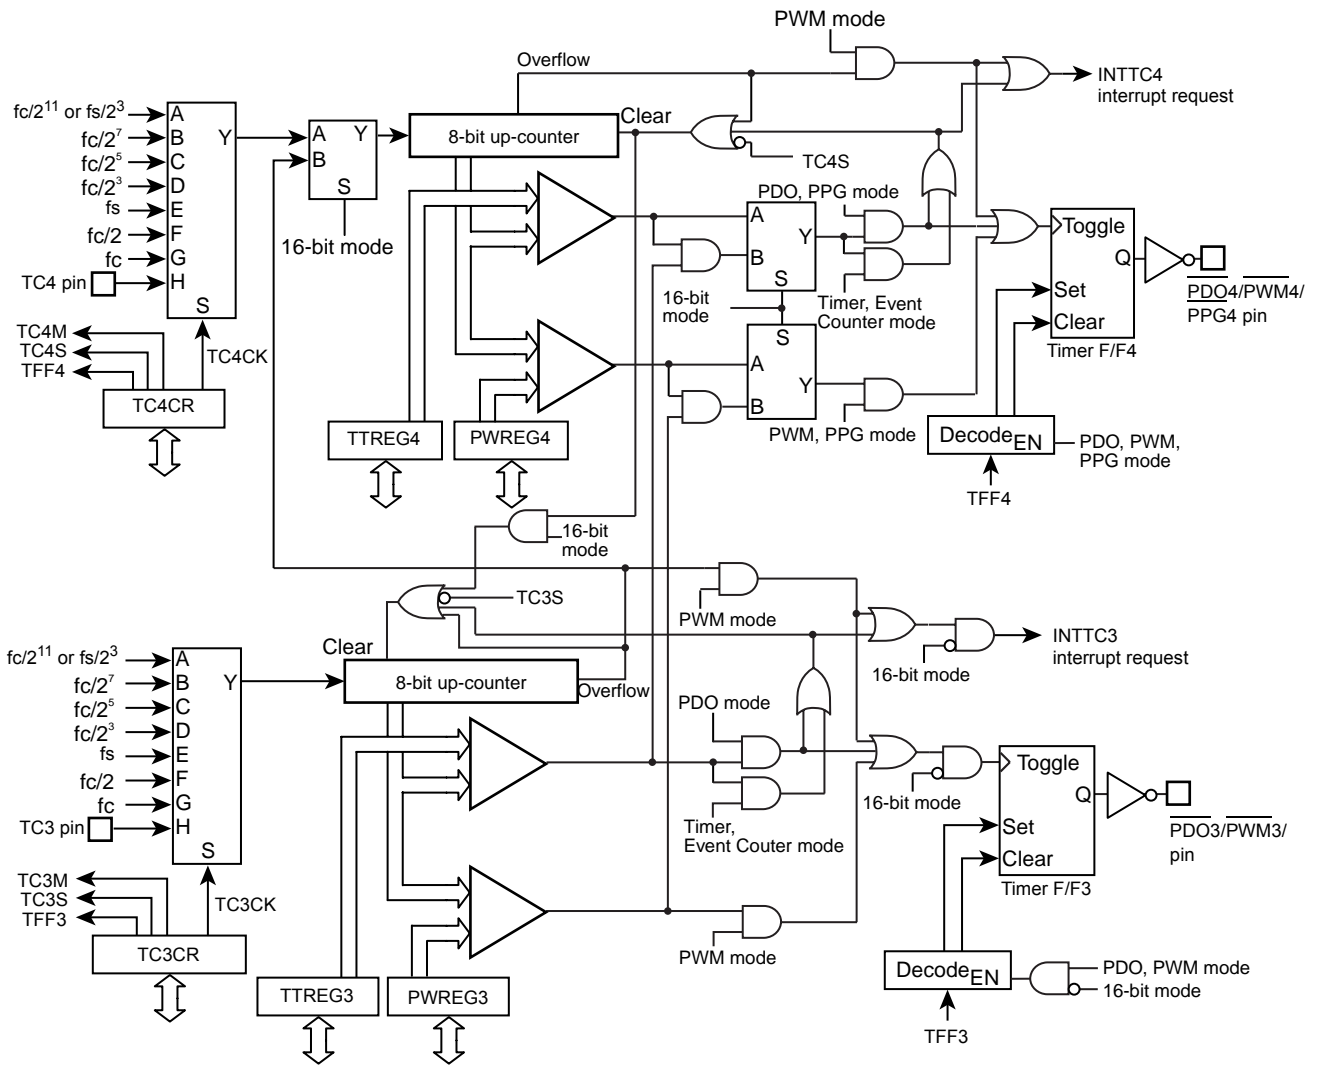 PWM mode
Overflow
INTTC4
interrupt request
fc/2¹¹ or fs/2³
A
fc/2⁷
B
Y
fc/2⁵
C
fc/2³
D
fs
E
fc/2
F
fc
G
TC4 pin
H
S
A
Y
B
S
16-bit mode
8-bit up-counter
Clear
TC4S
PDO, PPG mode
A
Y
B
S
16-bit
mode
Timer, Event
Counter mode
S
A
Y
B
PWM, PPG mode
Toggle
Q
Set
Clear
Timer F/F4
PDO4/PWM4/
PPG4 pin
TC4M
TC4S
TFF4
TC4CK
TC4CR
TTREG4
PWREG4
Decode EN
PDO, PWM,
PPG mode
TFF4
16-bit
mode
TC3S
PWM mode
INTTC3
interrupt request
16-bit mode
Clear
8-bit up-counter
Overflow
fc/2¹¹ or fs/2³
A
fc/2⁷
B
Y
fc/2⁵
C
fc/2³
D
fs
E
fc/2
F
fc
G
TC3 pin
H
S
PDO mode
Timer,
Event Couter mode
16-bit mode
Toggle
Q
Set
Clear
Timer F/F3
PDO3/PWM3/
pin
TC3M
TC3S
TFF3
TC3CK
TC3CR
TTREG3
PWREG3
PWM mode
Decode EN
PDO, PWM mode
16-bit mode
TFF3